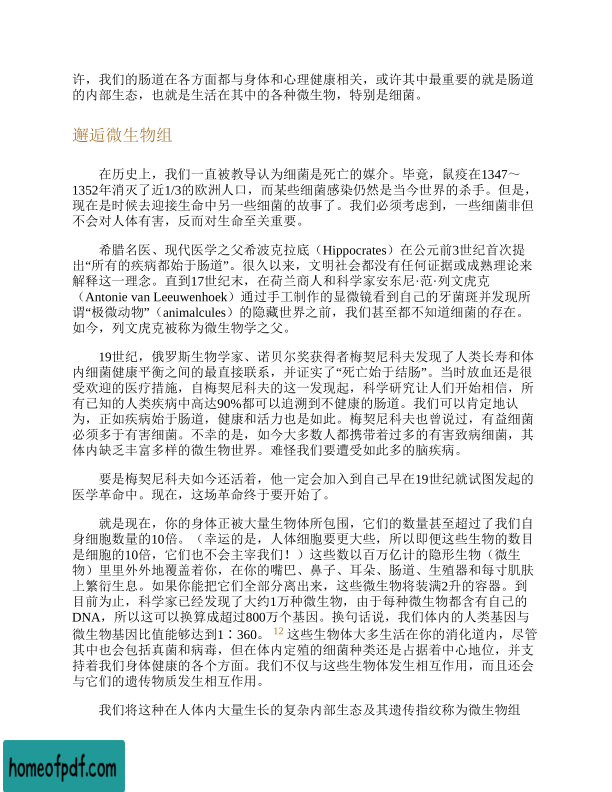 许，我们的肠道在各方面都与身体和心理健康相关，或许其中最重要的就是肠道
的内部生态，也就是生活在其中的各种微生物，特别是细菌。
邂逅微生物组
在历史上，我们一直被教导认为细菌是死亡的媒介。毕竟，鼠疫在1347～
1352年消灭了近1/3的欧洲人口，而某些细菌感染仍然是当今世界的杀手。但是，
现在是时候去迎接生命中另一些细菌的故事了。我们必须考虑到，一些细菌非但
不会对人体有害，反而对生命至关重要。
希腊名医、现代医学之父希波克拉底（Hippocrates）在公元前3世纪首次提
出“所有的疾病都始于肠道”。很久以来，文明社会都没有任何证据或成熟理论来
解释这一理念。直到17世纪末，在荷兰商人和科学家安东尼·范·列文虎克
（Antonie van Leeuwenhoek）通过手工制作的显微镜看到自己的牙菌斑并发现所
谓“极微动物”（animalcules）的隐藏世界之前，我们甚至都不知道细菌的存在。
如今，列文虎克被称为微生物学之父。
19世纪，俄罗斯生物学家、诺贝尔奖获得者梅契尼科夫发现了人类长寿和体
内细菌健康平衡之间的最直接联系，并证实了“死亡始于结肠”。当时放血还是很
受欢迎的医疗措施，自梅契尼科夫的这一发现起，科学研究让人们开始相信，所
有已知的人类疾病中高达90%都可以追溯到不健康的肠道。我们可以肯定地认
为，正如疾病始于肠道，健康和活力也是如此。梅契尼科夫也曾说过，有益细菌
必须多于有害细菌。不幸的是，如今大多数人都携带着过多的有害致病细菌，其
体内缺乏丰富多样的微生物世界。难怪我们要遭受如此多的脑疾病。
要是梅契尼科夫如今还活着，他一定会加入到自己早在19世纪就试图发起的
医学革命中。现在，这场革命终于要开始了。
就是现在，你的身体正被大量生物体所包围，它们的数量甚至超过了我们自
身细胞数量的10倍。（幸运的是，人体细胞要更大些，所以即便这些生物的数目
是细胞的10倍，它们也不会主宰我们！）这些数以百万亿计的隐形生物（微生
物）里里外外地覆盖着你，在你的嘴巴、鼻子、耳朵、肠道、生殖器和每寸肌肤
上繁衍生息。如果你能把它们全部分离出来，这些微生物将装满2升的容器。到
目前为止，科学家已经发现了大约1万种微生物，由于每种微生物都含有自己的
DNA，所以这可以换算成超过800万个基因。换句话说，我们体内的人类基因与
微生物基因比值能够达到1∶360。 12 这些生物体大多生活在你的消化道内，尽管
其中也会包括真菌和病毒，但在体内定殖的细菌种类还是占据着中心地位，并支
持着我们身体健康的各个方面。我们不仅与这些生物体发生相互作用，而且还会
与它们的遗传物质发生相互作用。
我们将这种在人体内大量生长的复杂内部生态及其遗传指纹称为微生物组
homeofpdf.com